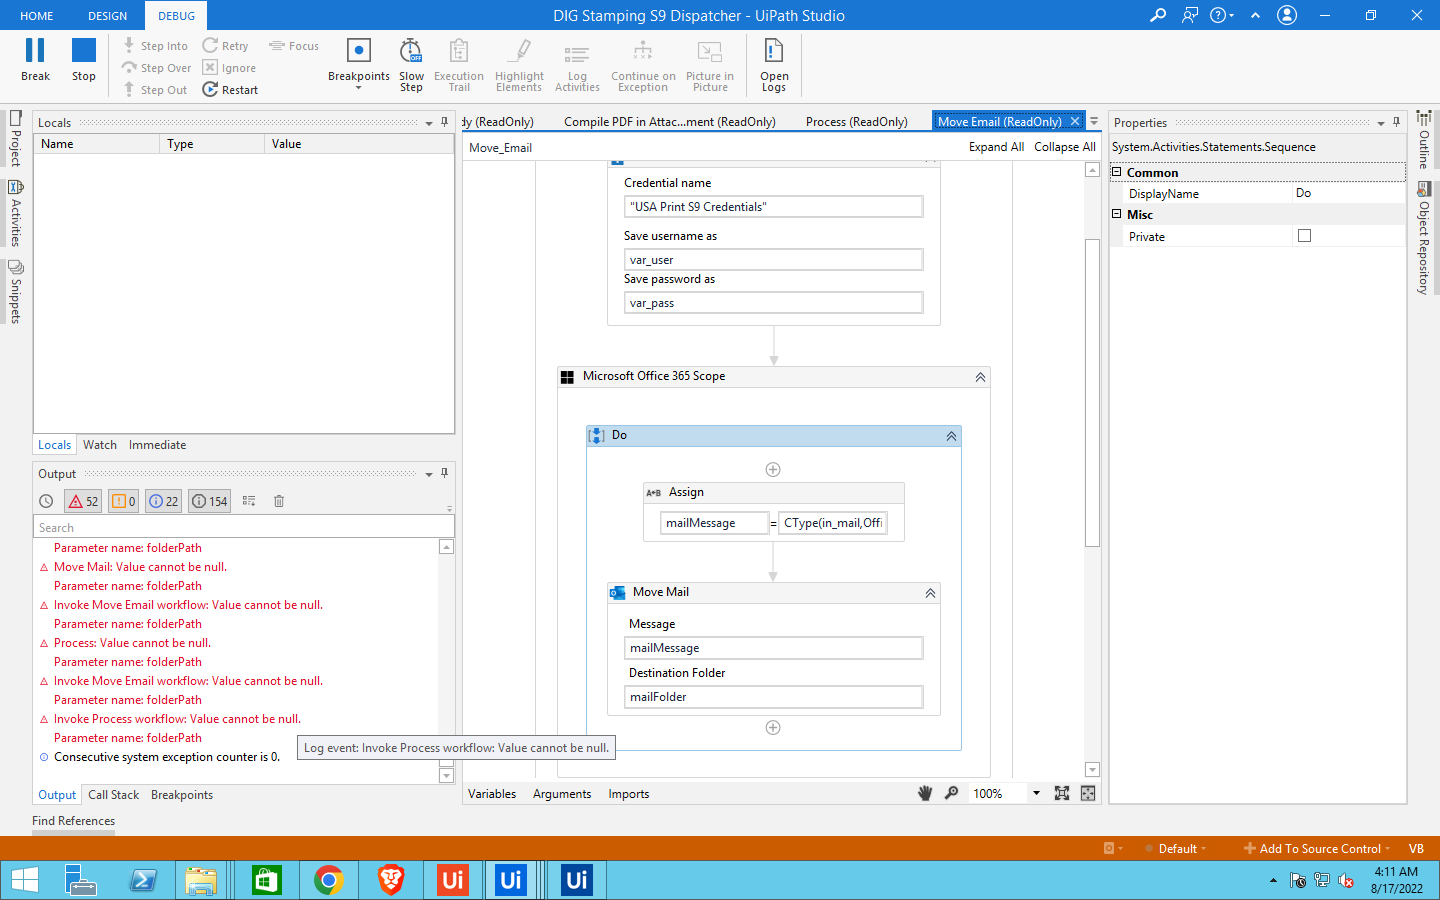 HOME DESIGN DEBUG
DIG Stamping S9 Dispatcher - UiPath Studio
Break
Stop
Step Into
Step Over
Step Out
Retry
Ignore
Restart
Focus
Breakpoints
Slow Step
Execution Trail
Highlight Elements
Log Activities
Continue on Exception
Picture in Picture
Open Logs
Project
Activities
Snippets
Locals
Name Type Value
Locals Watch Immediate
Output
52 0 22 154
Search
Parameter name: folderPath
Move Mail: Value cannot be null.
Parameter name: folderPath
Invoke Move Email workflow: Value cannot be null.
Parameter name: folderPath
Process: Value cannot be null.
Parameter name: folderPath
Invoke Move Email workflow: Value cannot be null.
Parameter name: folderPath
Invoke Process workflow: Value cannot be null.
Parameter name: folderPath
Consecutive system exception counter is 0.
Log event: Invoke Process workflow: Value cannot be null.
Output Call Stack Breakpoints
Find References
dy (ReadOnly) Compile PDF in Attac...ment (ReadOnly) Process (ReadOnly) Move Email (ReadOnly)
Move_Email Expand All Collapse All
Credential name
"USA Print S9 Credentials"
Save username as
var_user
Save password as
var_pass
Microsoft Office 365 Scope
Do
A•B Assign
mailMessage = CType(in_mail,Offi
Move Mail
Message
mailMessage
Destination Folder
mailFolder
Variables Arguments Imports 100%
Properties
System.Activities.Statements.Sequence
Common
DisplayName Do
Misc
Private
Outline
Object Repository
Default Add To Source Control VB
Ui Ui Ui
4:11 AM
8/17/2022